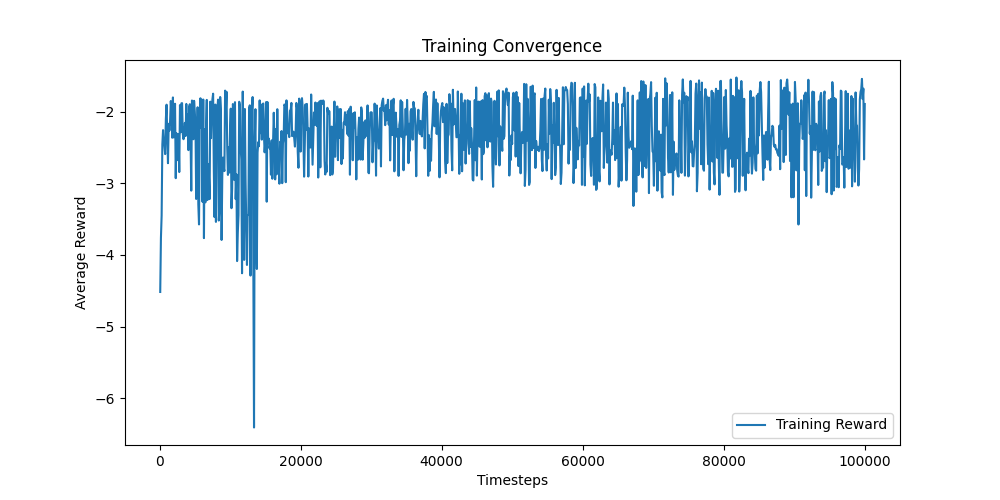 Training Convergence
Average Reward
−2
−3
−4
−5
−6
Training Reward
0 20000 40000 60000 80000 100000
Timesteps